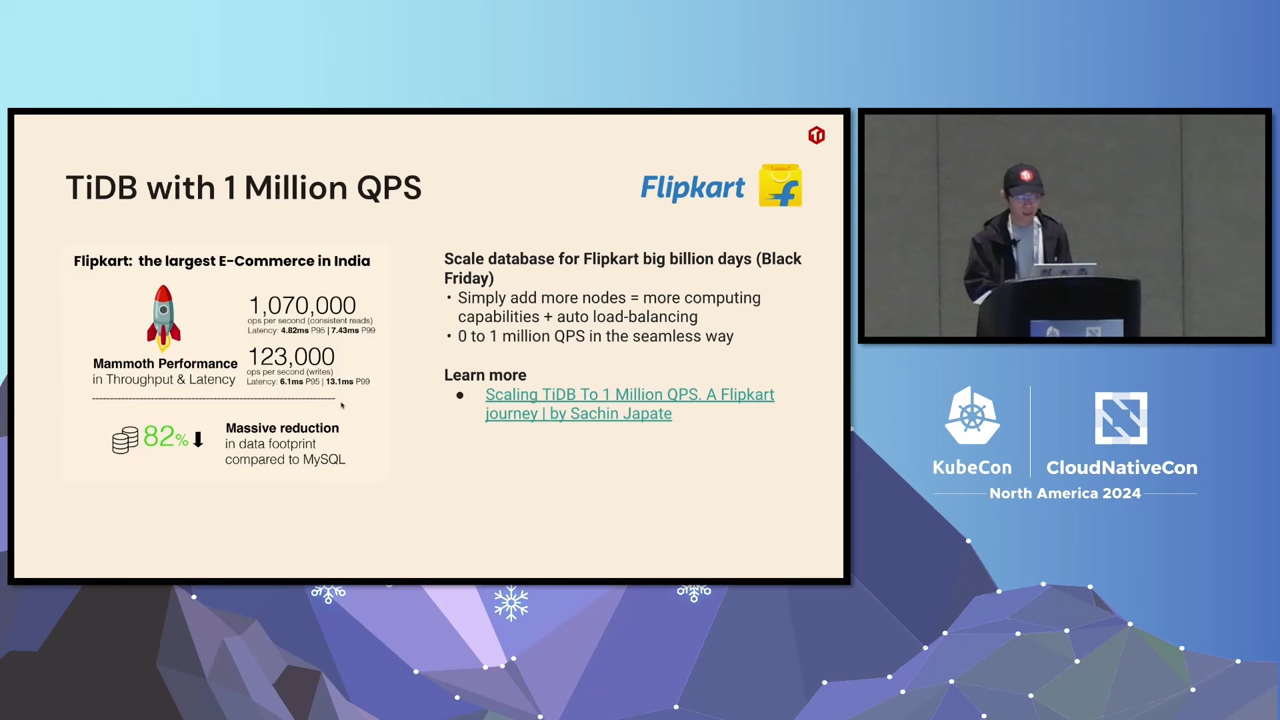 TiDB with 1 Million QPS
Flipkart
Flipkart: the largest E-Commerce in India
1,070,000
ops per second (consistent reads)
Latency: 4.82ms P95 | 7.43ms P99
123,000
ops per second (writes)
Latency: 6.1ms P95 | 13.1ms P99
Mammoth Performance
in Throughput & Latency
82%
Massive reduction
in data footprint
compared to MySQL
Scale database for Flipkart big billion days (Black
Friday)
• Simply add more nodes = more computing
capabilities + auto load-balancing
• 0 to 1 million QPS in the seamless way
Learn more
● Scaling TiDB To 1 Million QPS. A Flipkart
journey | by Sachin Japate
KubeCon
CloudNativeCon
North America 2024